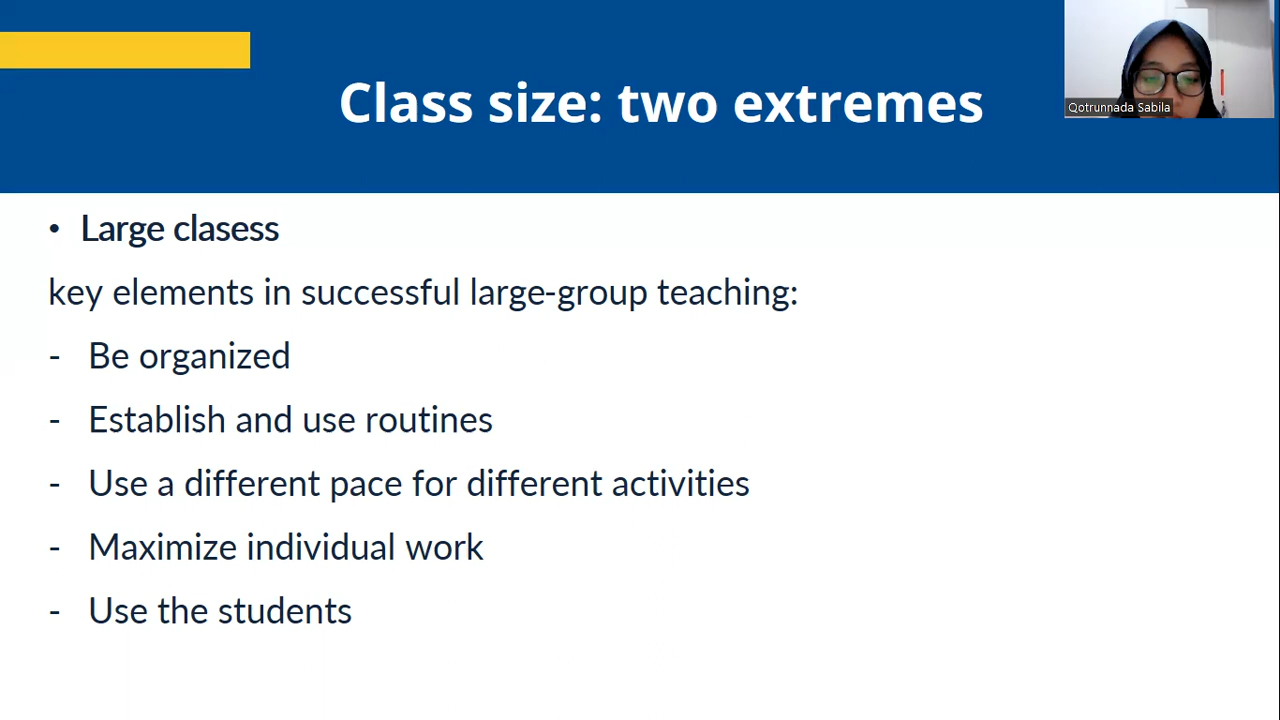 Class size: two extremes
Qotrunnada Sabila
• Large clasess
key elements in successful large-group teaching:
- Be organized
- Establish and use routines
- Use a different pace for different activities
- Maximize individual work
- Use the students